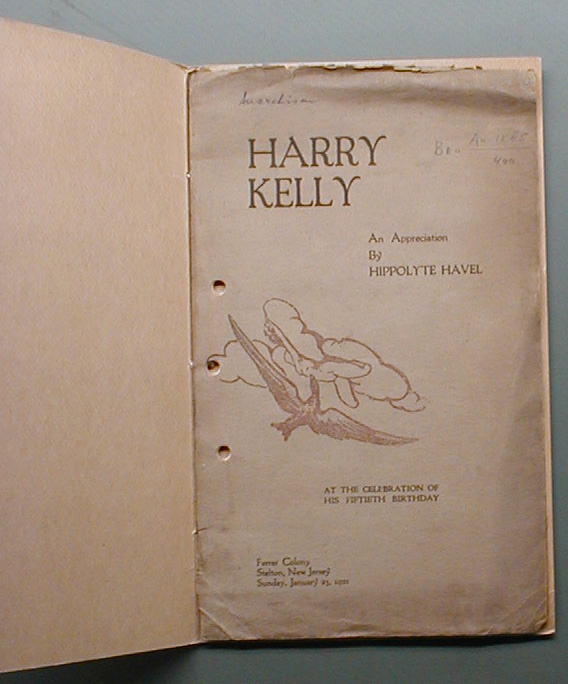 Anarchism
HARRY
KELLY
An Appreciation
By
HIPPOLYTE HAVEL
AT THE CELEBRATION OF
HIS FIFTIETH BIRTHDAY
Ferrer Colony
Stelton, New Jersey
Sunday, January 23, 1921